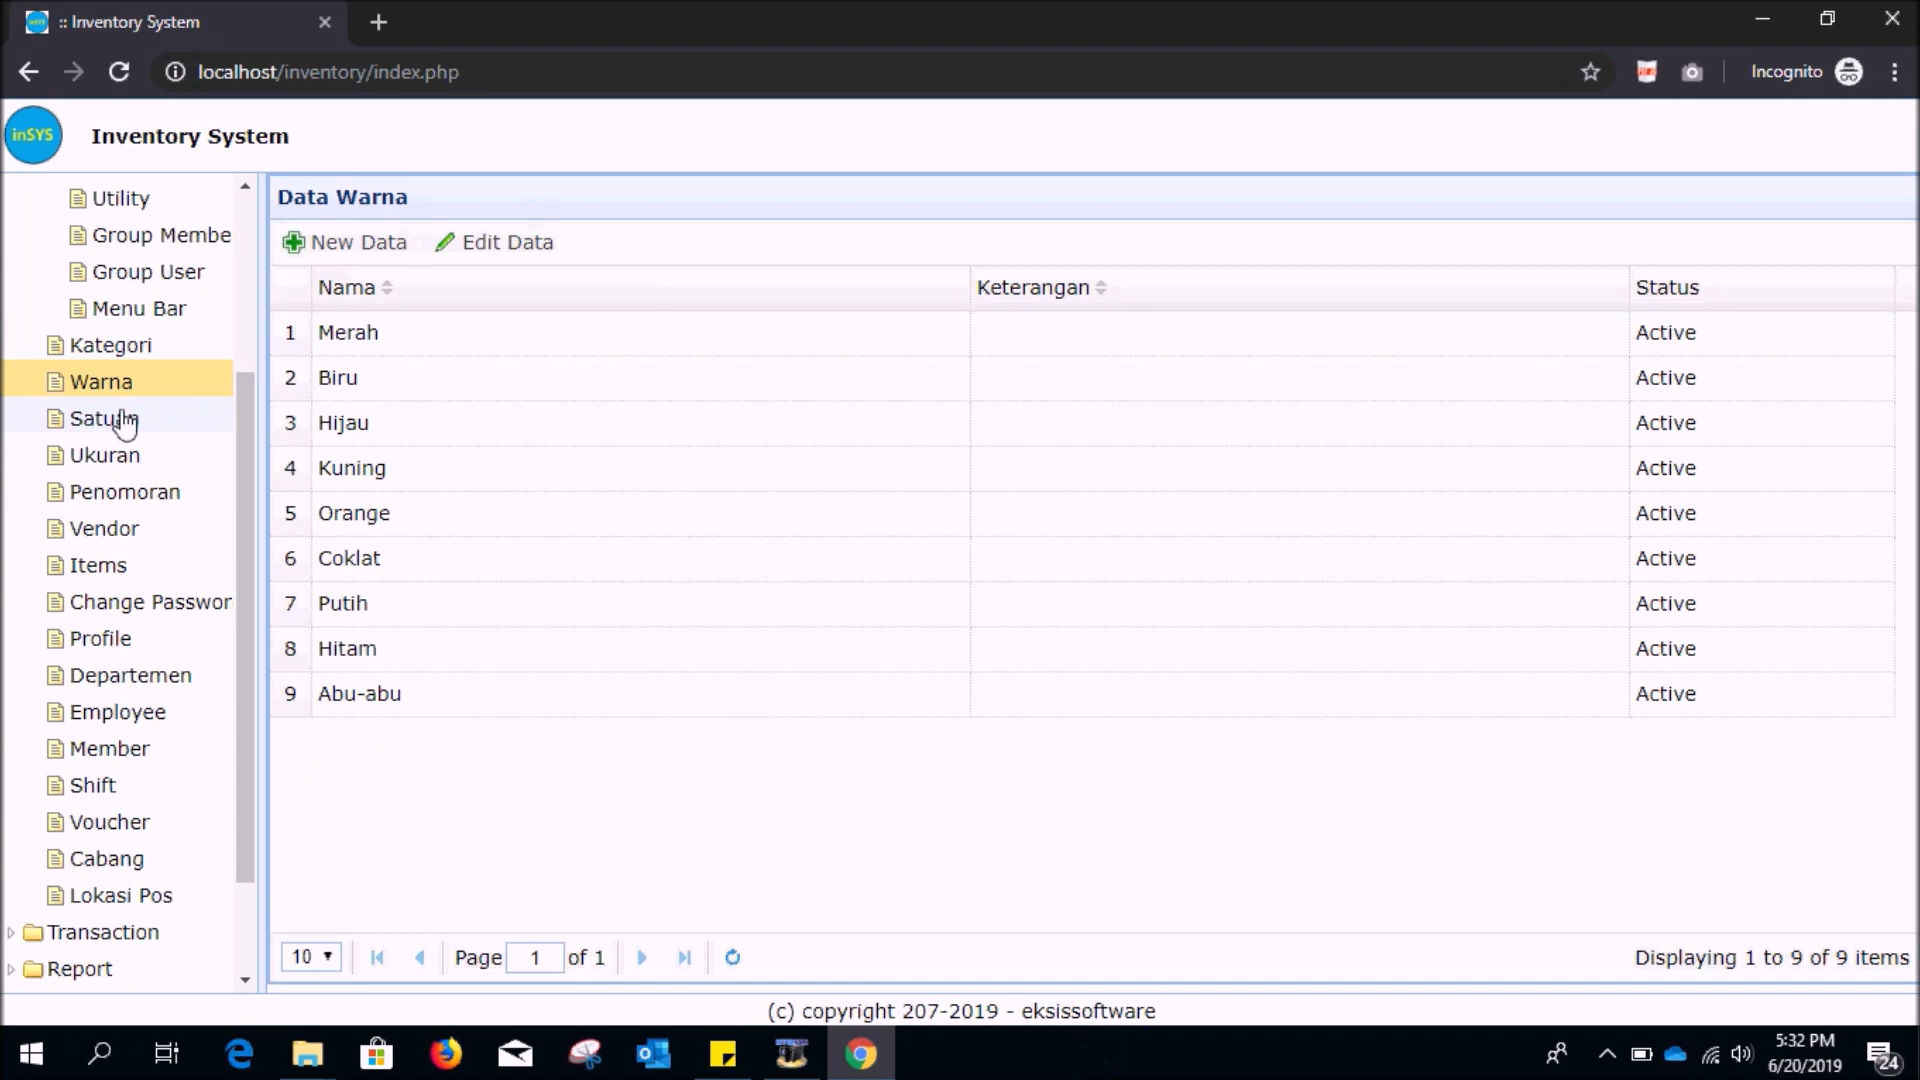 :: Inventory System
localhost/inventory/index.php
Incognito
inSYS
Inventory System
Utility
Group Membe
Group User
Menu Bar
Kategori
Warna
Ukuran
Penomoran
Vendor
Items
Change Passwor
Profile
Departemen
Employee
Member
Shift
Voucher
Cabang
Lokasi Pos
Transaction
Report
Data Warna
New Data Edit Data
Nama Keterangan Status
1 Merah Active
2 Biru Active
3 Hijau Active
4 Kuning Active
5 Orange Active
6 Coklat Active
7 Putih Active
8 Hitam Active
9 Abu-abu Active
10 Page 1 of 1 Displaying 1 to 9 of 9 items
(c) copyright 207-2019 - eksissoftware
5:32 PM
6/20/2019
24